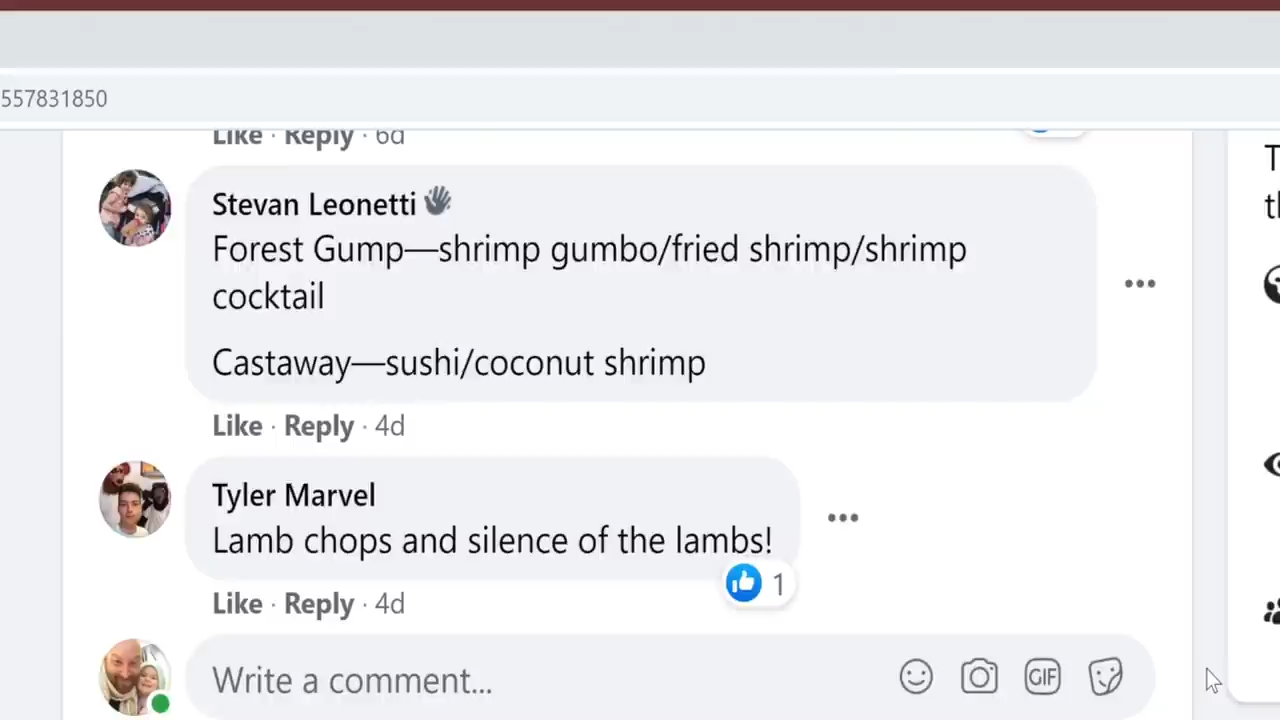 557831850
Like · Reply · 6d
Stevan Leonetti
Forest Gump—shrimp gumbo/fried shrimp/shrimp
cocktail
Castaway—sushi/coconut shrimp
Like · Reply · 4d
Tyler Marvel
Lamb chops and silence of the lambs!
1
Like · Reply · 4d
Write a comment...
GIF